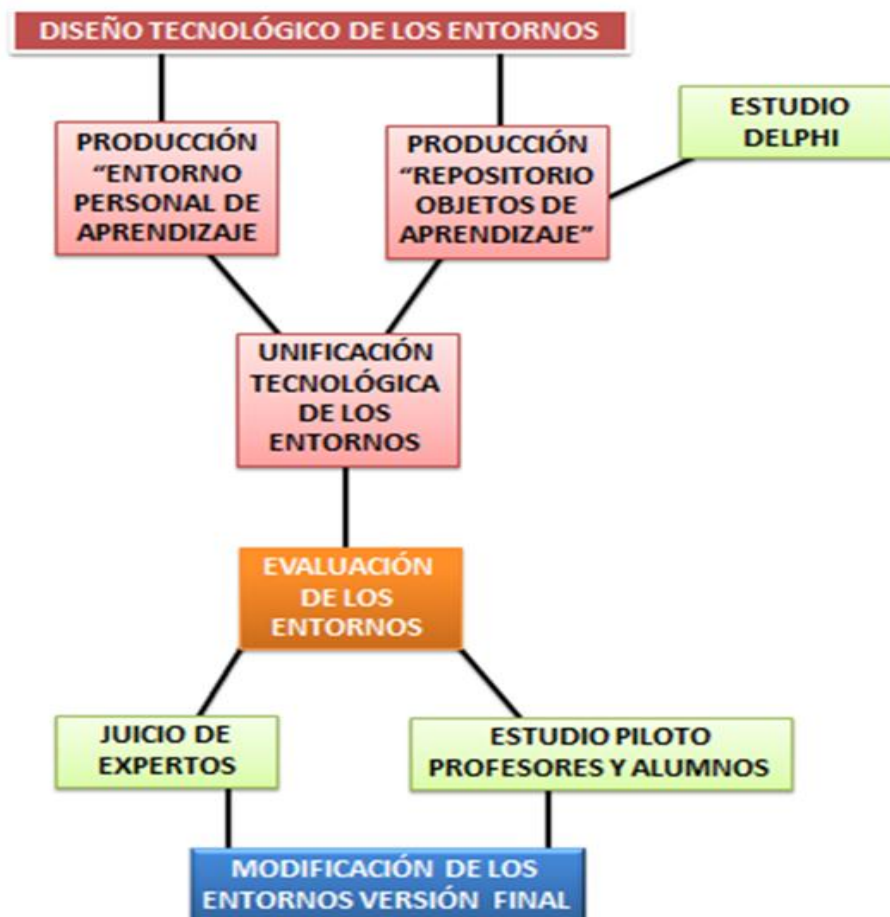 DISEÑO TECNOLÓGICO DE LOS ENTORNOS
ESTUDIO
DELPHI
PRODUCCIÓN
“ENTORNO
PERSONAL DE
APRENDIZAJE
PRODUCCIÓN
“REPOSITORIO
OBJETOS DE
APRENDIZAJE”
UNIFICACIÓN
TECNOLÓGICA
DE LOS
ENTORNOS
EVALUACIÓN
DE LOS
ENTORNOS
JUICIO DE
EXPERTOS
ESTUDIO PILOTO
PROFESORES Y ALUMNOS
MODIFICACIÓN DE LOS
ENTORNOS VERSIÓN FINAL